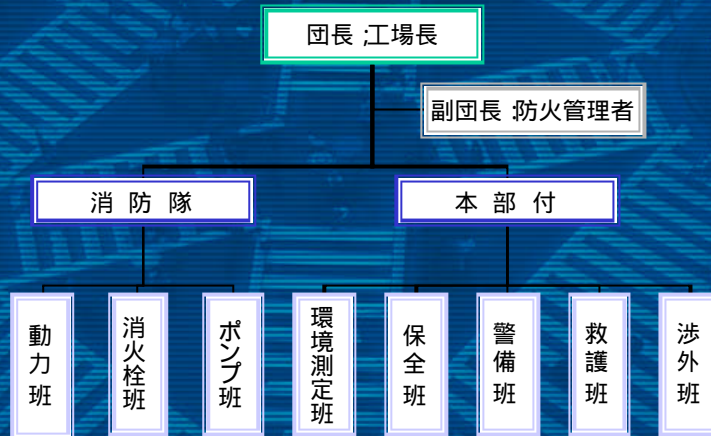 団長;工場長
副団長:防火管理者
消防隊
本部付
動力班
消火栓班
ポンプ班
環境測定班
保全班
警備班
救護班
渉外班